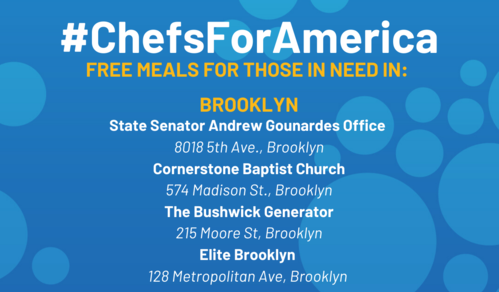 #ChefsForAmerica
FREE MEALS FOR THOSE IN NEED IN:
BROOKLYN
State Senator Andrew Gounardes Office
8018 5th Ave., Brooklyn
Cornerstone Baptist Church
574 Madison St., Brooklyn
The Bushwick Generator
215 Moore St, Brooklyn
Elite Brooklyn
128 Metropolitan Ave, Brooklyn